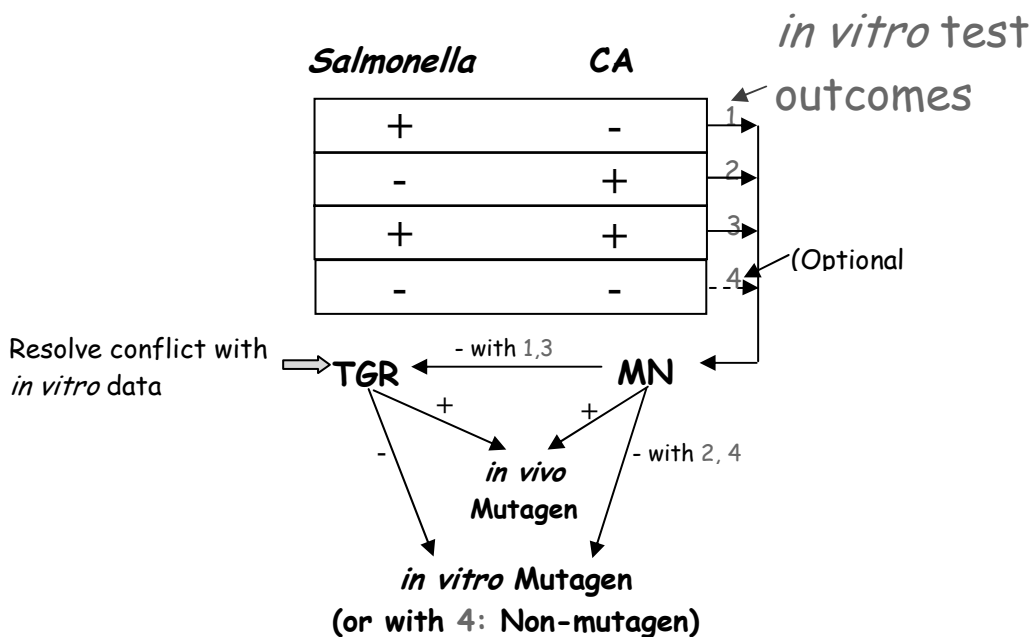 in vitro test
outcomes
Salmonella CA
+ - 1
- + 2
+ + 3
- - 4
(Optional
Resolve conflict with
in vitro data
TGR
- with 1,3
MN
+
+
-
- with 2, 4
in vivo
Mutagen
in vitro Mutagen
(or with 4: Non-mutagen)